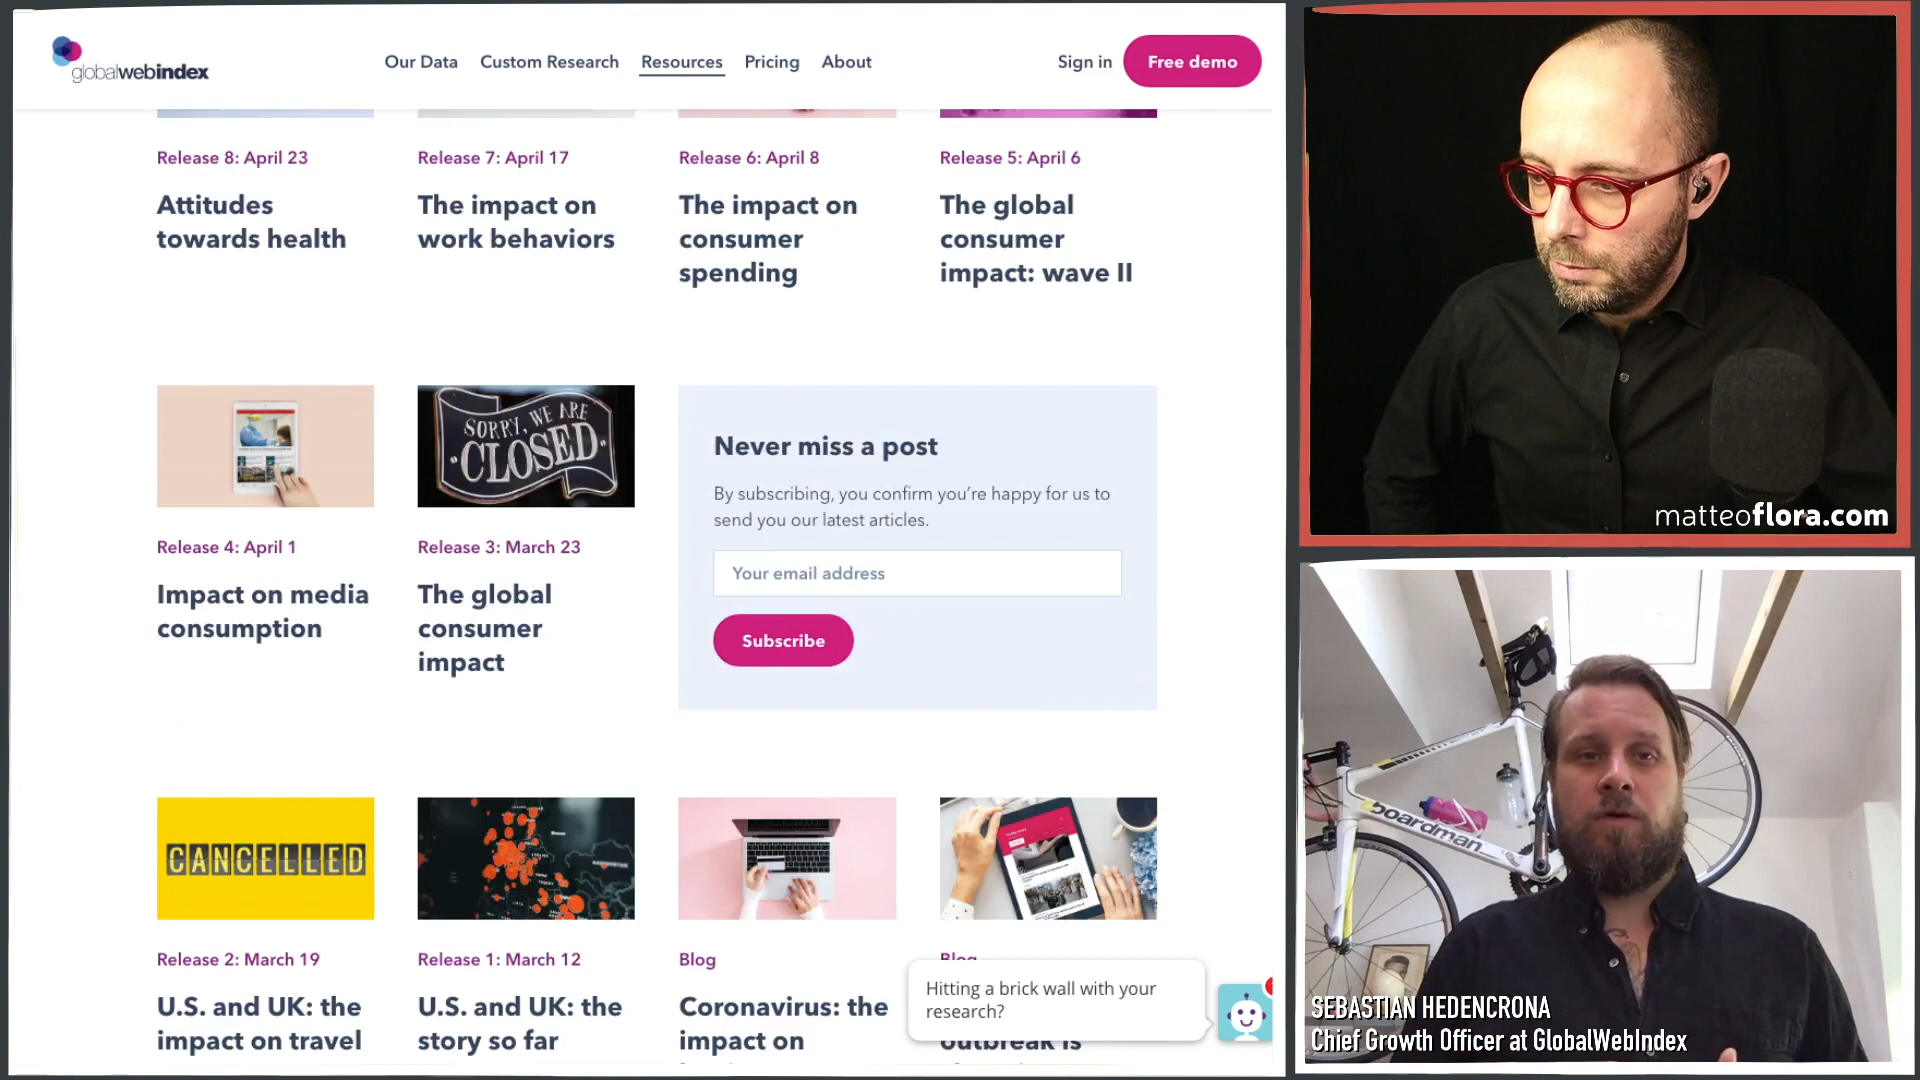 globalwebindex
Our Data
Custom Research
Resources
Pricing
About
Sign in
Free demo
Release 8: April 23
Attitudes
towards health
Release 7: April 17
The impact on
work behaviors
Release 6: April 8
The impact on
consumer
spending
Release 5: April 6
The global
consumer
impact: wave II
Release 4: April 1
Impact on media
consumption
SORRY, WE ARE
CLOSED
Release 3: March 23
The global
consumer
impact
Never miss a post
By subscribing, you confirm you’re happy for us to
send you our latest articles.
Your email address
Subscribe
CANCELLED
Release 2: March 19
U.S. and UK: the
impact on travel
Release 1: March 12
U.S. and UK: the
story so far
Blog
Coronavirus: the
impact on
Blog
outbreak is
Hitting a brick wall with your
research?
matteoflora.com
boardman
SEBASTIAN HEDENCRONA
Chief Growth Officer at GlobalWebIndex